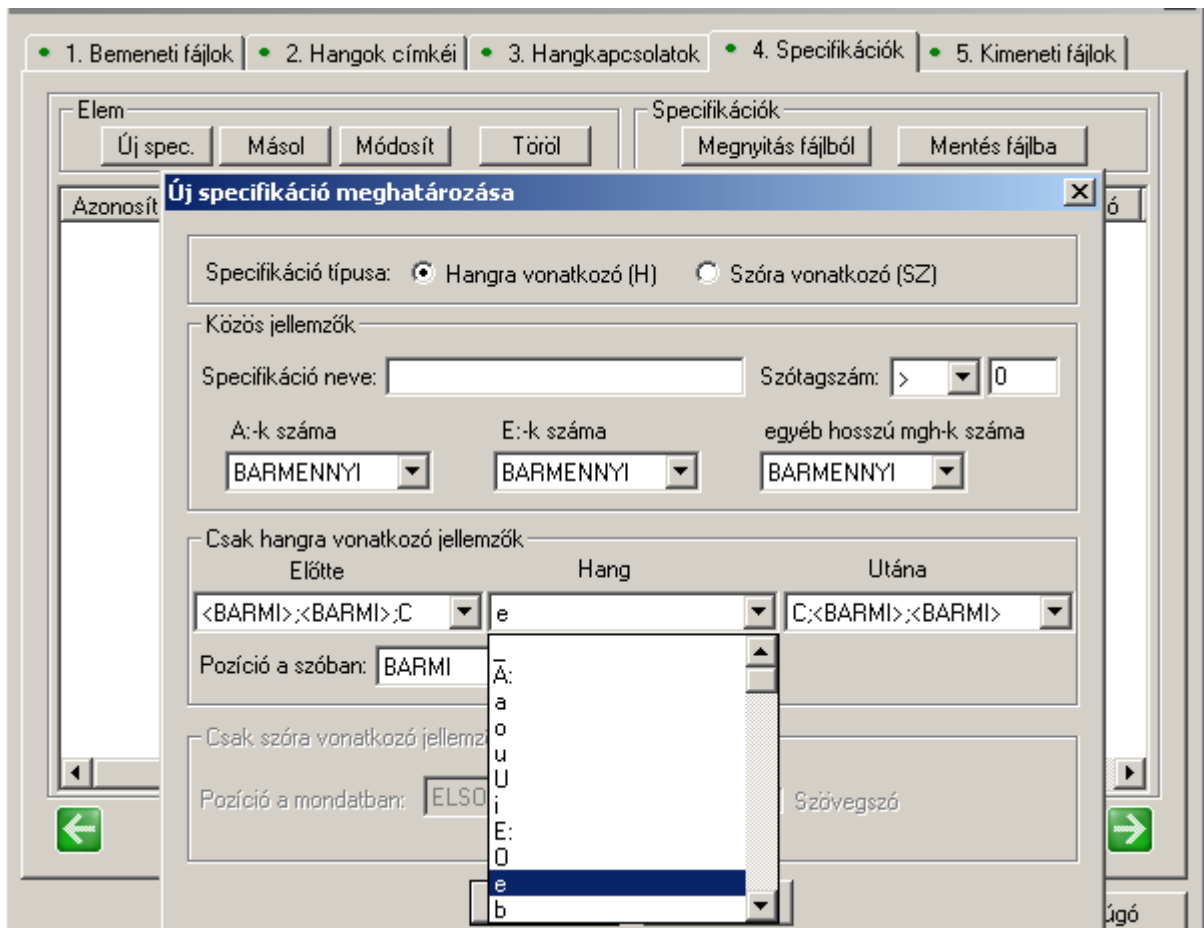 1. Bemeneti fájlok 2. Hangok címkéi 3. Hangkapcsolatok 4. Specifikációk 5. Kimeneti fájlok
Elem Specifikációk
Új spec. Másol Módosít Töröl Megnyitás fájlból Mentés fájlba
Azonosít ó
Új specifikáció meghatározása
Specifikáció típusa: Hangra vonatkozó (H) Szóra vonatkozó (SZ)
Közös jellemzők
Specifikáció neve: Szótagszám: > 0
A:-k száma E:-k száma egyéb hosszú mgh-k száma
BARMENNYI BARMENNYI BARMENNYI
Csak hangra vonatkozó jellemzők
Előtte Hang Utána
<BARMI>;<BARMI>;C e C;<BARMI>;<BARMI>
Pozíció a szóban: BARMI
_
A:
a
o
u
U
i
E:
O
e
b
Csak szóra vonatkozó jellemz
Pozíció a mondatban: ELSO Szövegszó
úgó